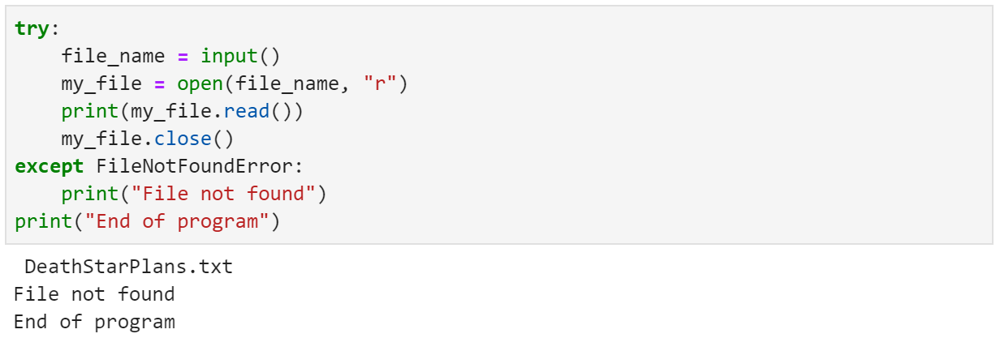 try:
    file_name = input()
    my_file = open(file_name, "r")
    print(my_file.read())
    my_file.close()
except FileNotFoundError:
    print("File not found")
print("End of program")
 DeathStarPlans.txt
File not found
End of program